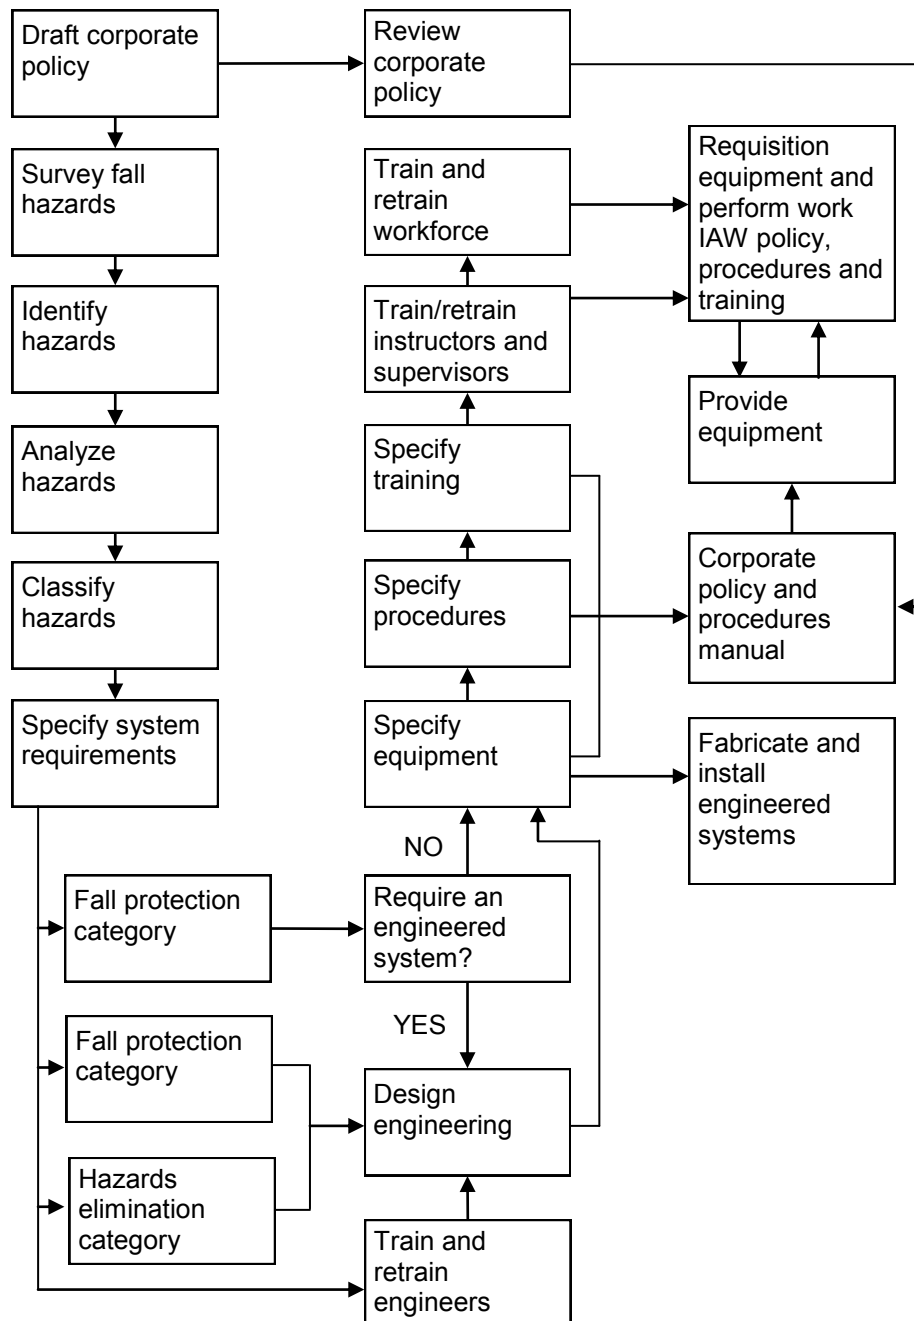 Draft corporate
policy
Review
corporate
policy
Survey fall
hazards
Train and
retrain
workforce
Requisition
equipment and
perform work
IAW policy,
procedures and
training
Identify
hazards
Train/retrain
instructors and
supervisors
Provide
equipment
Analyze
hazards
Specify
training
Classify
hazards
Specify
procedures
Corporate
policy and
procedures
manual
Specify system
requirements
Specify
equipment
Fabricate and
install
engineered
systems
NO
Fall protection
category
Require an
engineered
system?
YES
Fall protection
category
Design
engineering
Hazards
elimination
category
Train and
retrain
engineers